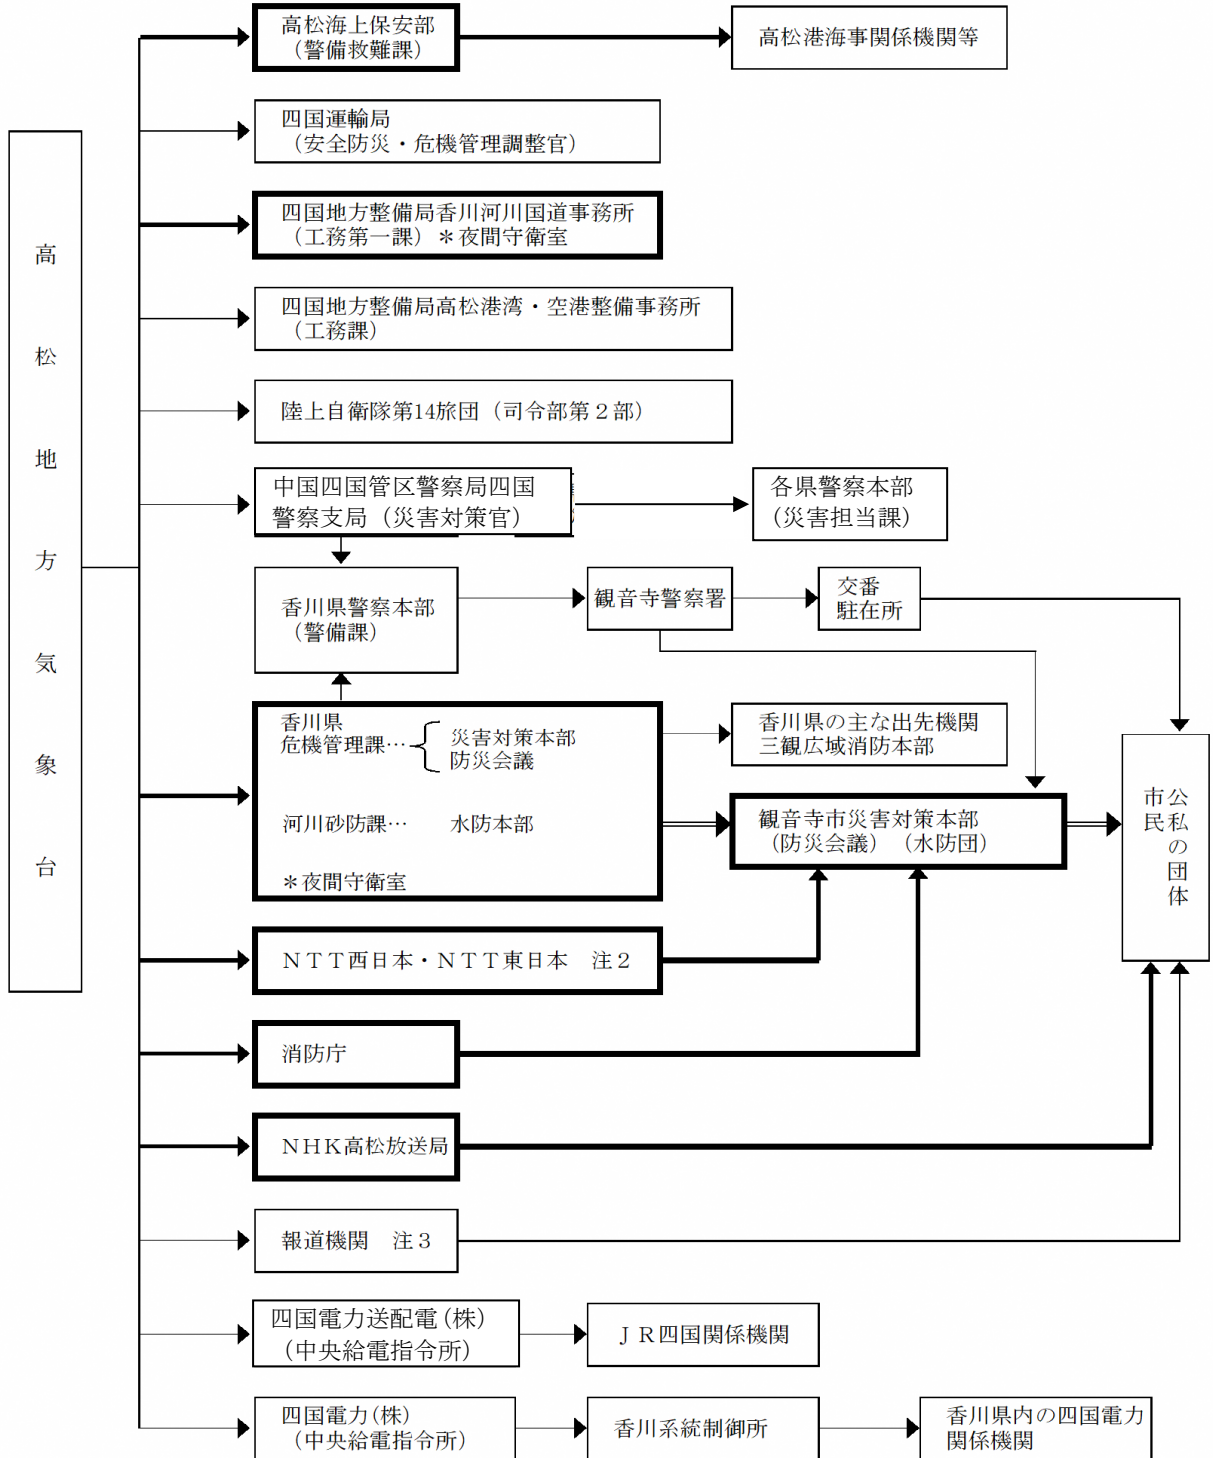 高松地方気象台
高松海上保安部
（警備救難課）
高松港海事関係機関等
四国運輸局
（安全防災・危機管理調整官）
四国地方整備局香川河川国道事務所
（工務第一課）＊夜間守衛室
四国地方整備局高松港湾・空港整備事務所
（工務課）
陸上自衛隊第14旅団（司令部第２部）
中国四国管区警察局四国
警察支局（災害対策官）
各県警察本部
（災害担当課）
香川県警察本部
（警備課）
観音寺警察署
交番
駐在所
香川県
危機管理課…
災害対策本部
防災会議
河川砂防課…　水防本部
＊夜間守衛室
香川県の主な出先機関
三観広域消防本部
観音寺市災害対策本部
（防災会議）（水防団）
公私の団体
市民
ＮＴＴ西日本・ＮＴＴ東日本　注２
消防庁
ＮＨＫ高松放送局
報道機関　注３
四国電力送配電(株)
（中央給電指令所）
ＪＲ四国関係機関
四国電力(株)
（中央給電指令所）
香川系統制御所
香川県内の四国電力
関係機関